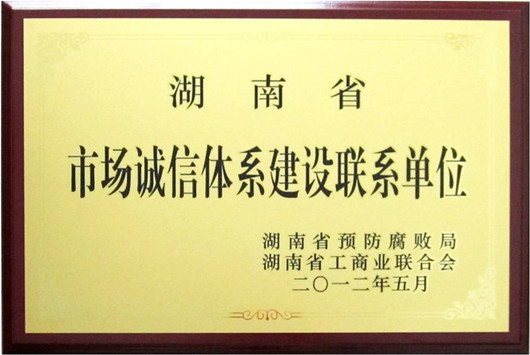 湖南省
市场诚信体系建设联系单位
湖南省预防腐败局
湖南省工商业联合会
二〇一二年五月